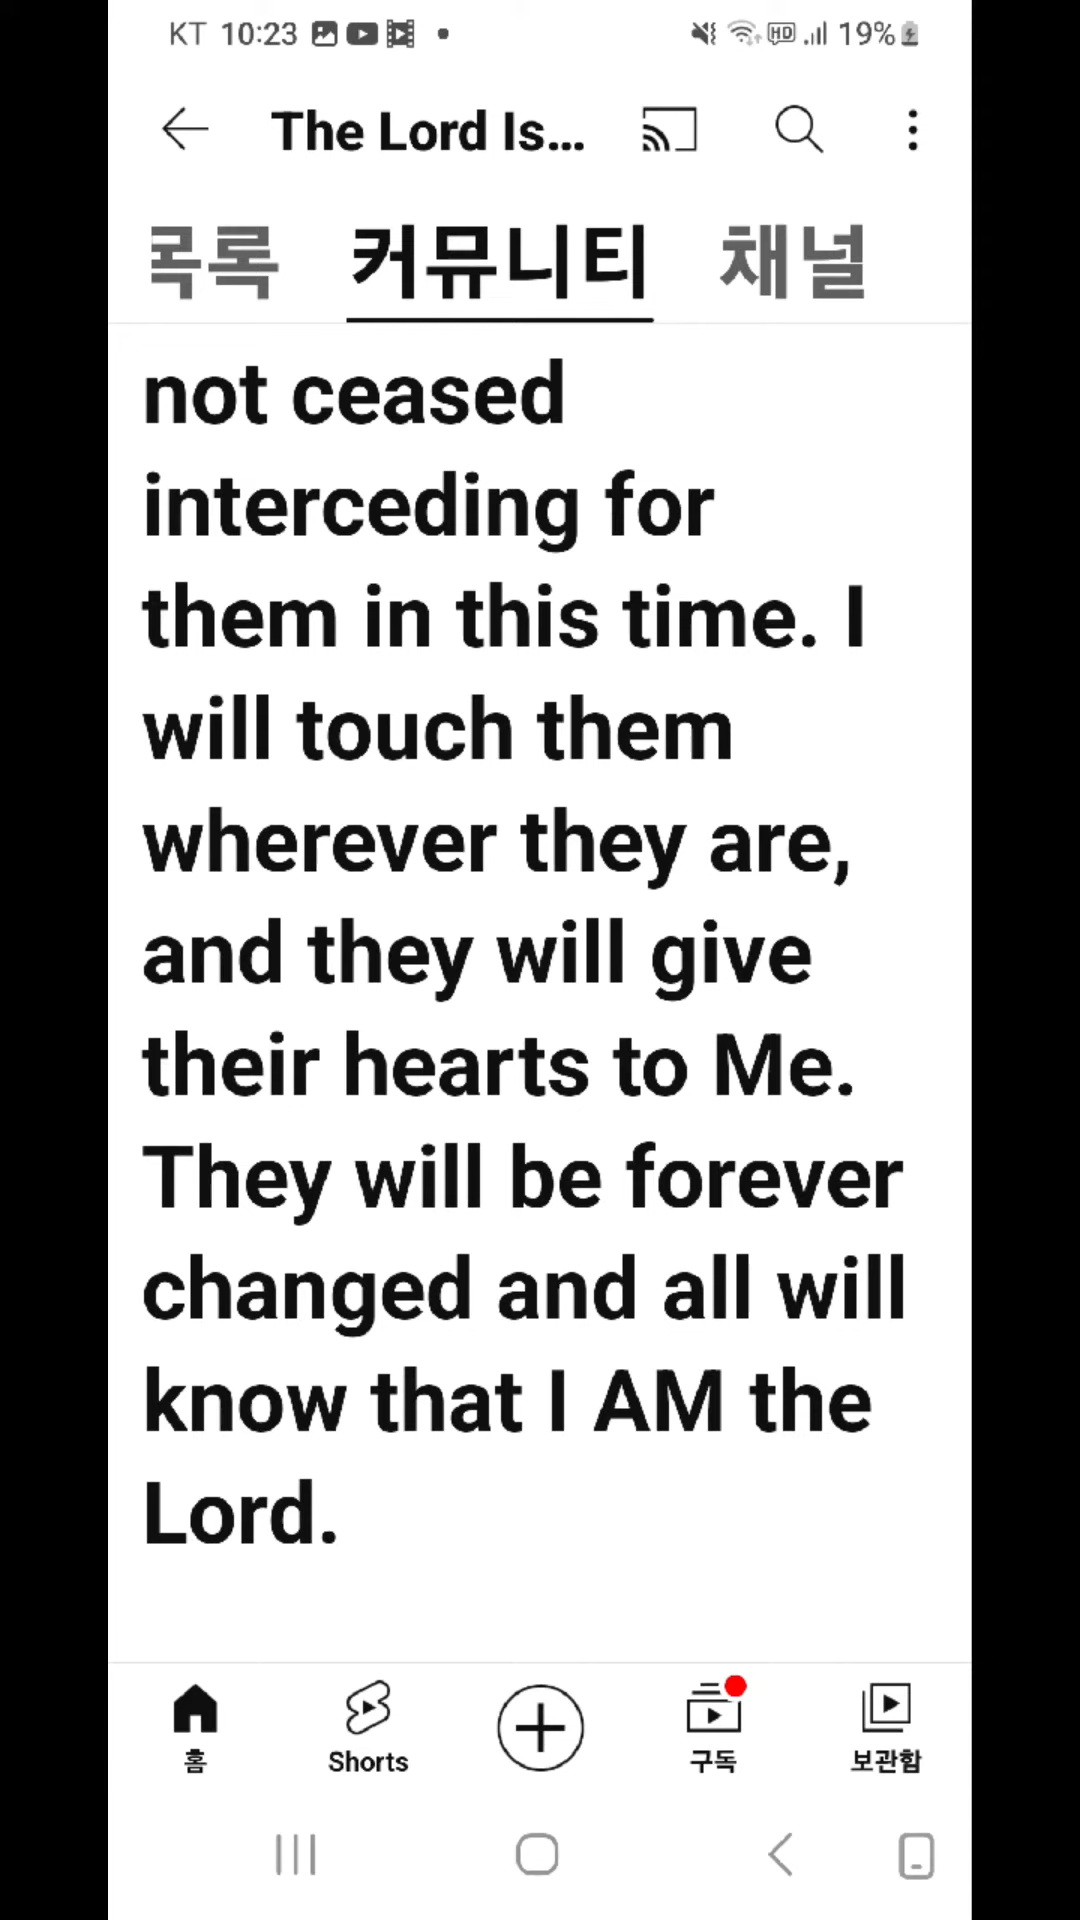 KT 10:23 HD 19%
The Lord Is...
목록 커뮤니티 채널
not ceased
interceding for
them in this time. I
will touch them
wherever they are,
and they will give
their hearts to Me.
They will be forever
changed and all will
know that I AM the
Lord.
홈 Shorts 구독 보관함